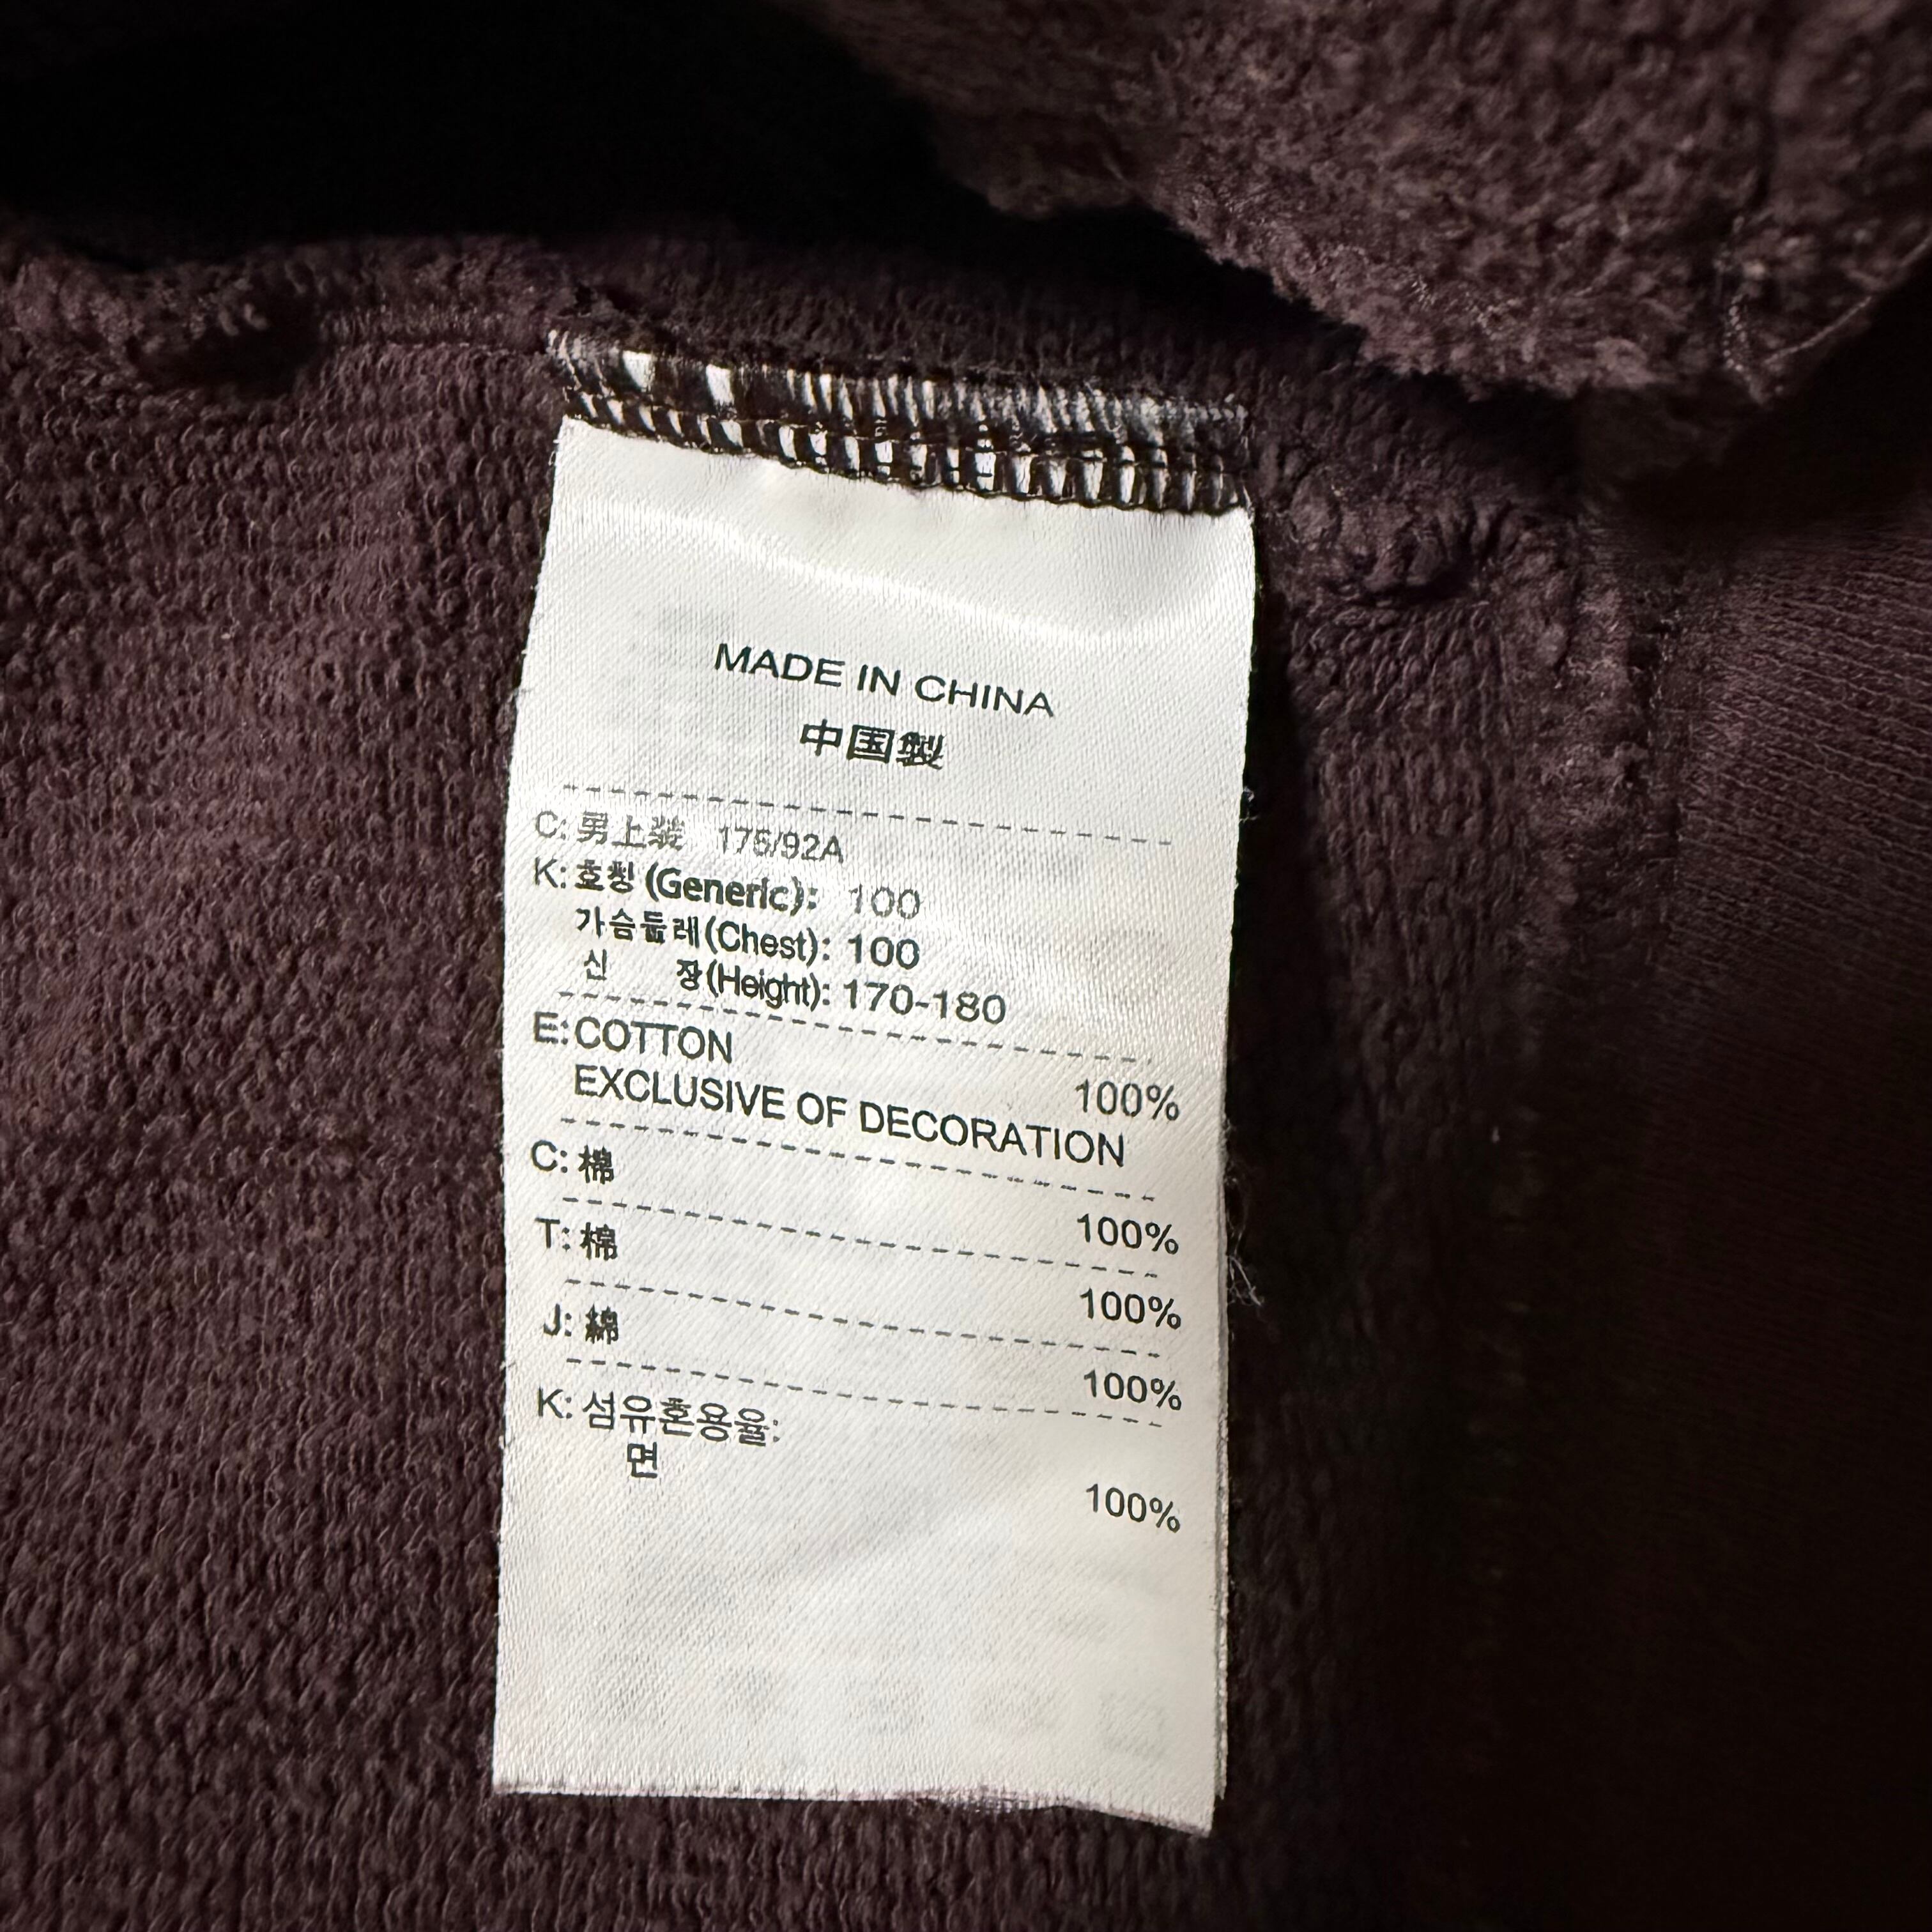 MADE IN CHINA
中国製
C: 男上装 175/92A
K: 호칭 (Generic): 100
가슴둘레(Chest): 100
신 장(Height): 170-180
E: COTTON 100%
EXCLUSIVE OF DECORATION
C: 棉 100%
T: 棉 100%
J: 綿 100%
K: 섬유혼용율:
면 100%